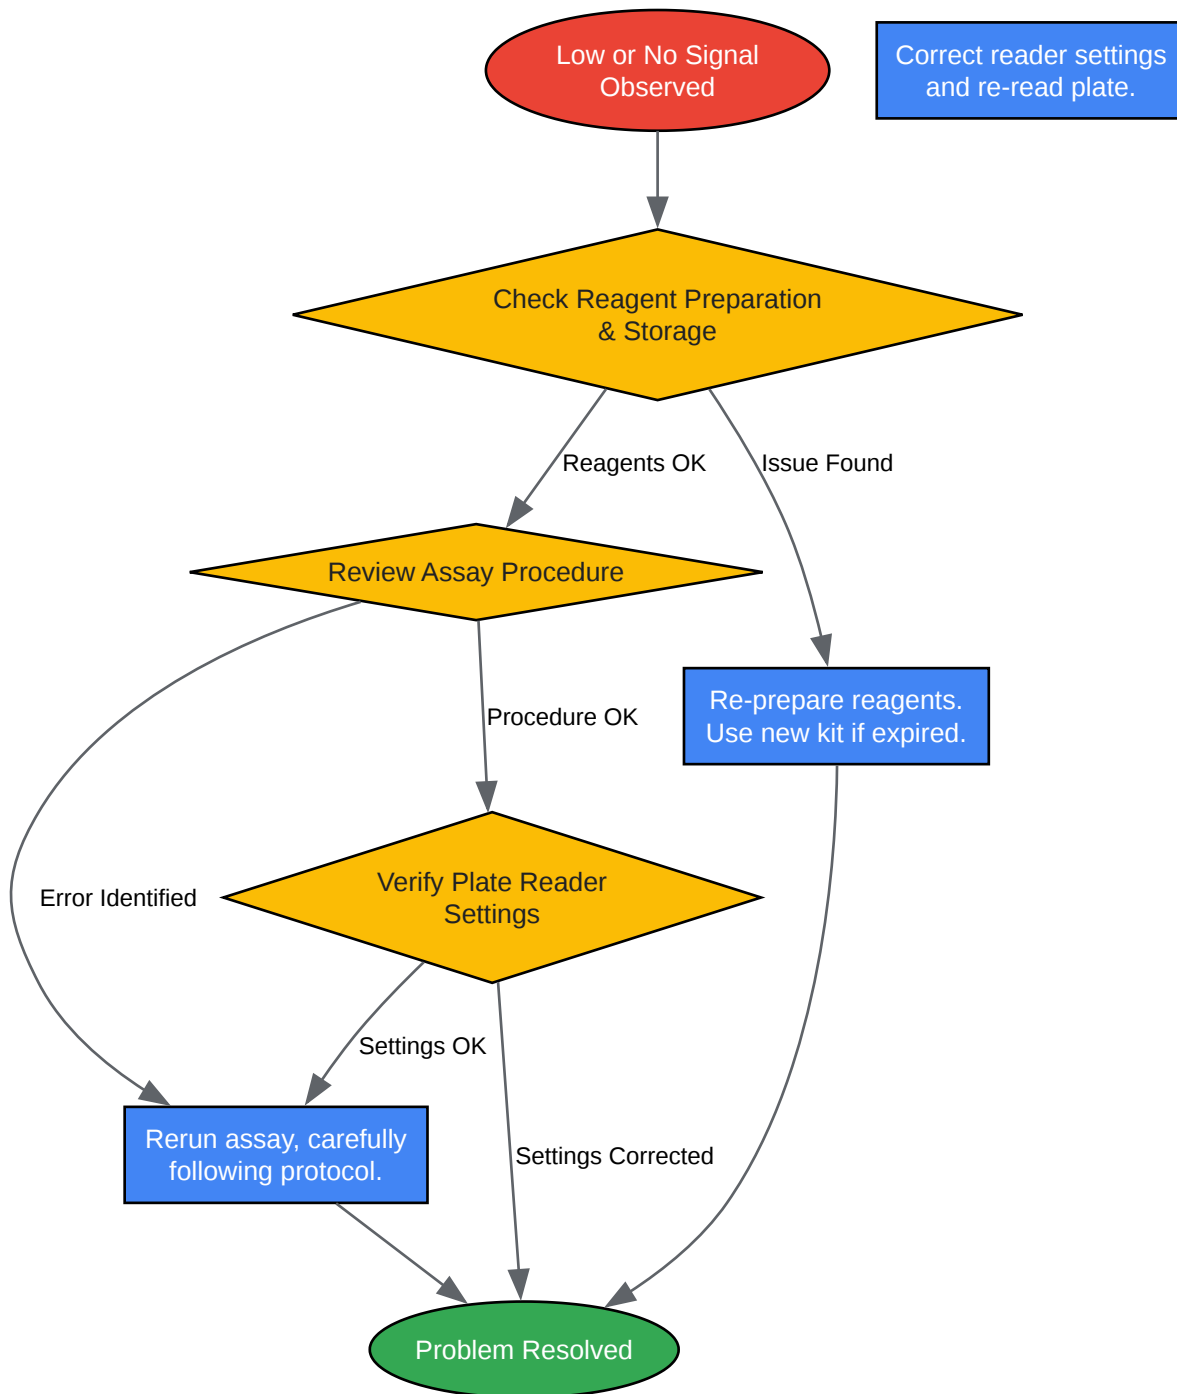 Low or No Signal
Observed
Correct reader settings
and re-read plate.
Check Reagent Preparation
& Storage
Reagents OK
Issue Found
Review Assay Procedure
Re-prepare reagents.
Use new kit if expired.
Procedure OK
Verify Plate Reader
Settings
Error Identified
Settings OK
Rerun assay, carefully
following protocol.
Settings Corrected
Problem Resolved